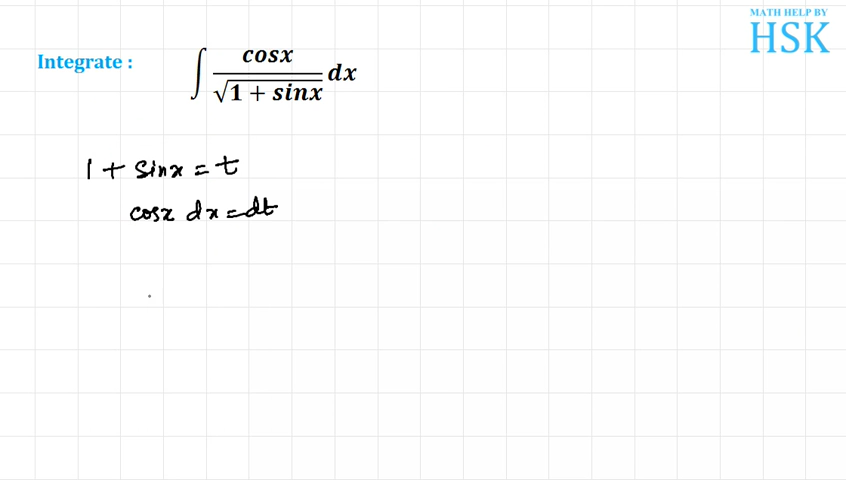 MATH HELP BY
HSK
Integrate : ∫ cosx/√(1 + sinx) dx
1 + sinx = t
cosx dx = dt